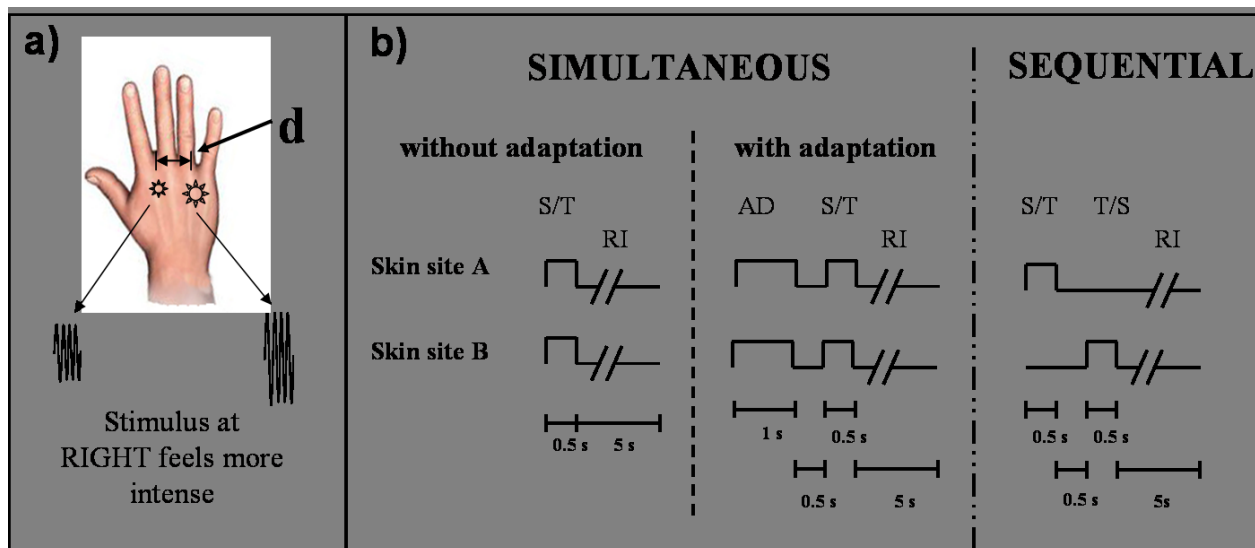 a)
d
Stimulus at
RIGHT feels more
intense
b)
SIMULTANEOUS
SEQUENTIAL
without adaptation
with adaptation
S/T
AD
S/T
S/T
T/S
RI
RI
RI
Skin site A
Skin site B
0.5 s
5 s
1 s
0.5 s
0.5 s
5 s
0.5 s
0.5 s
0.5 s
5s